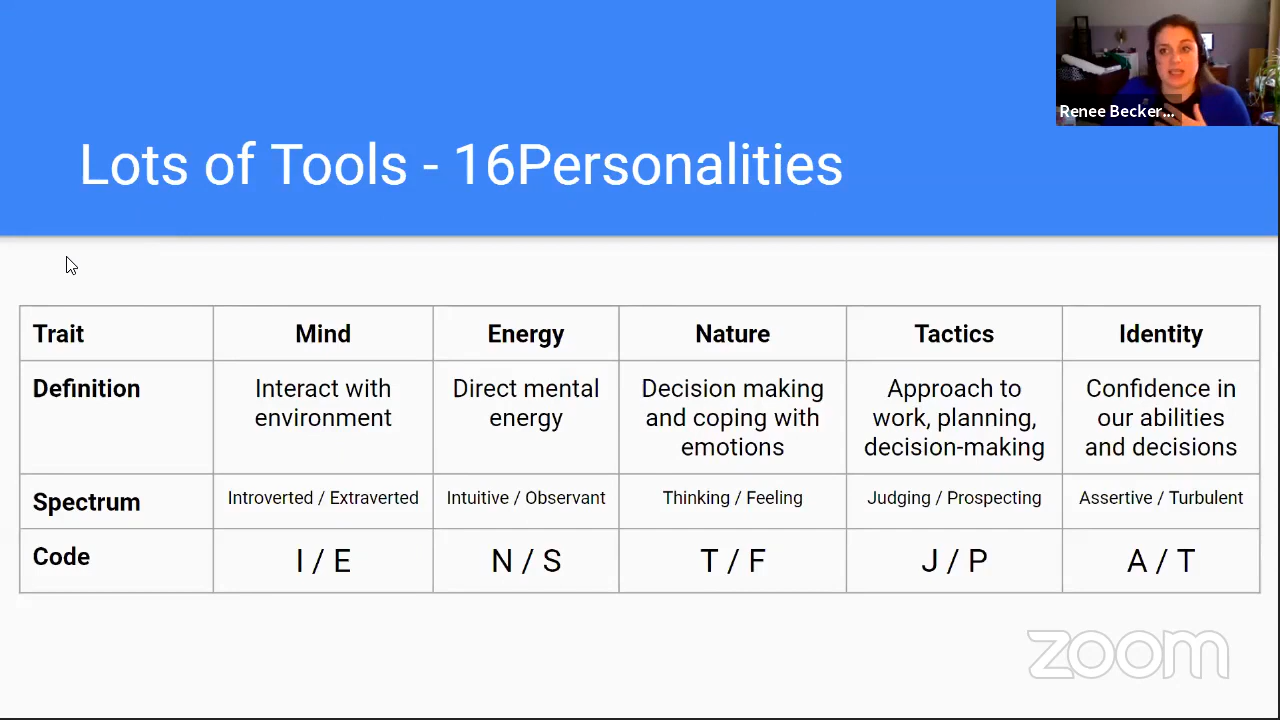 Renee Becker...
Lots of Tools - 16Personalities
Trait Mind Energy Nature Tactics Identity
Definition Interact with Direct mental Decision making Approach to Confidence in
environment energy and coping with work, planning, our abilities
emotions decision-making and decisions
Spectrum Introverted / Extraverted Intuitive / Observant Thinking / Feeling Judging / Prospecting Assertive / Turbulent
Code I / E N / S T / F J / P A / T
zoom